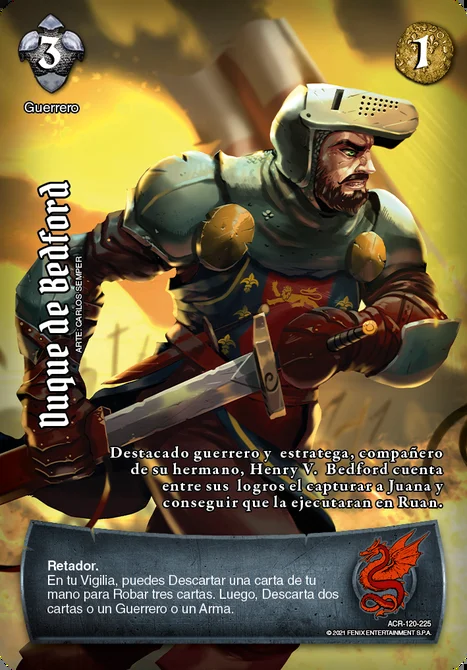 3
1
Guerrero
Duque de Bedford
ARTE: CARLOS SEMPER
Destacado guerrero y estratega, compañero
de su hermano, Henry V. Bedford cuenta
entre sus logros el capturar a Juana y
conseguir que la ejecutaran en Ruan.
Retador.
En tu Vigilia, puedes Descartar una carta de tu
mano para Robar tres cartas. Luego, Descarta dos
cartas o un Guerrero o un Arma.
ACR-120-225
© 2021 FENIX ENTERTAINMENT S.P.A.